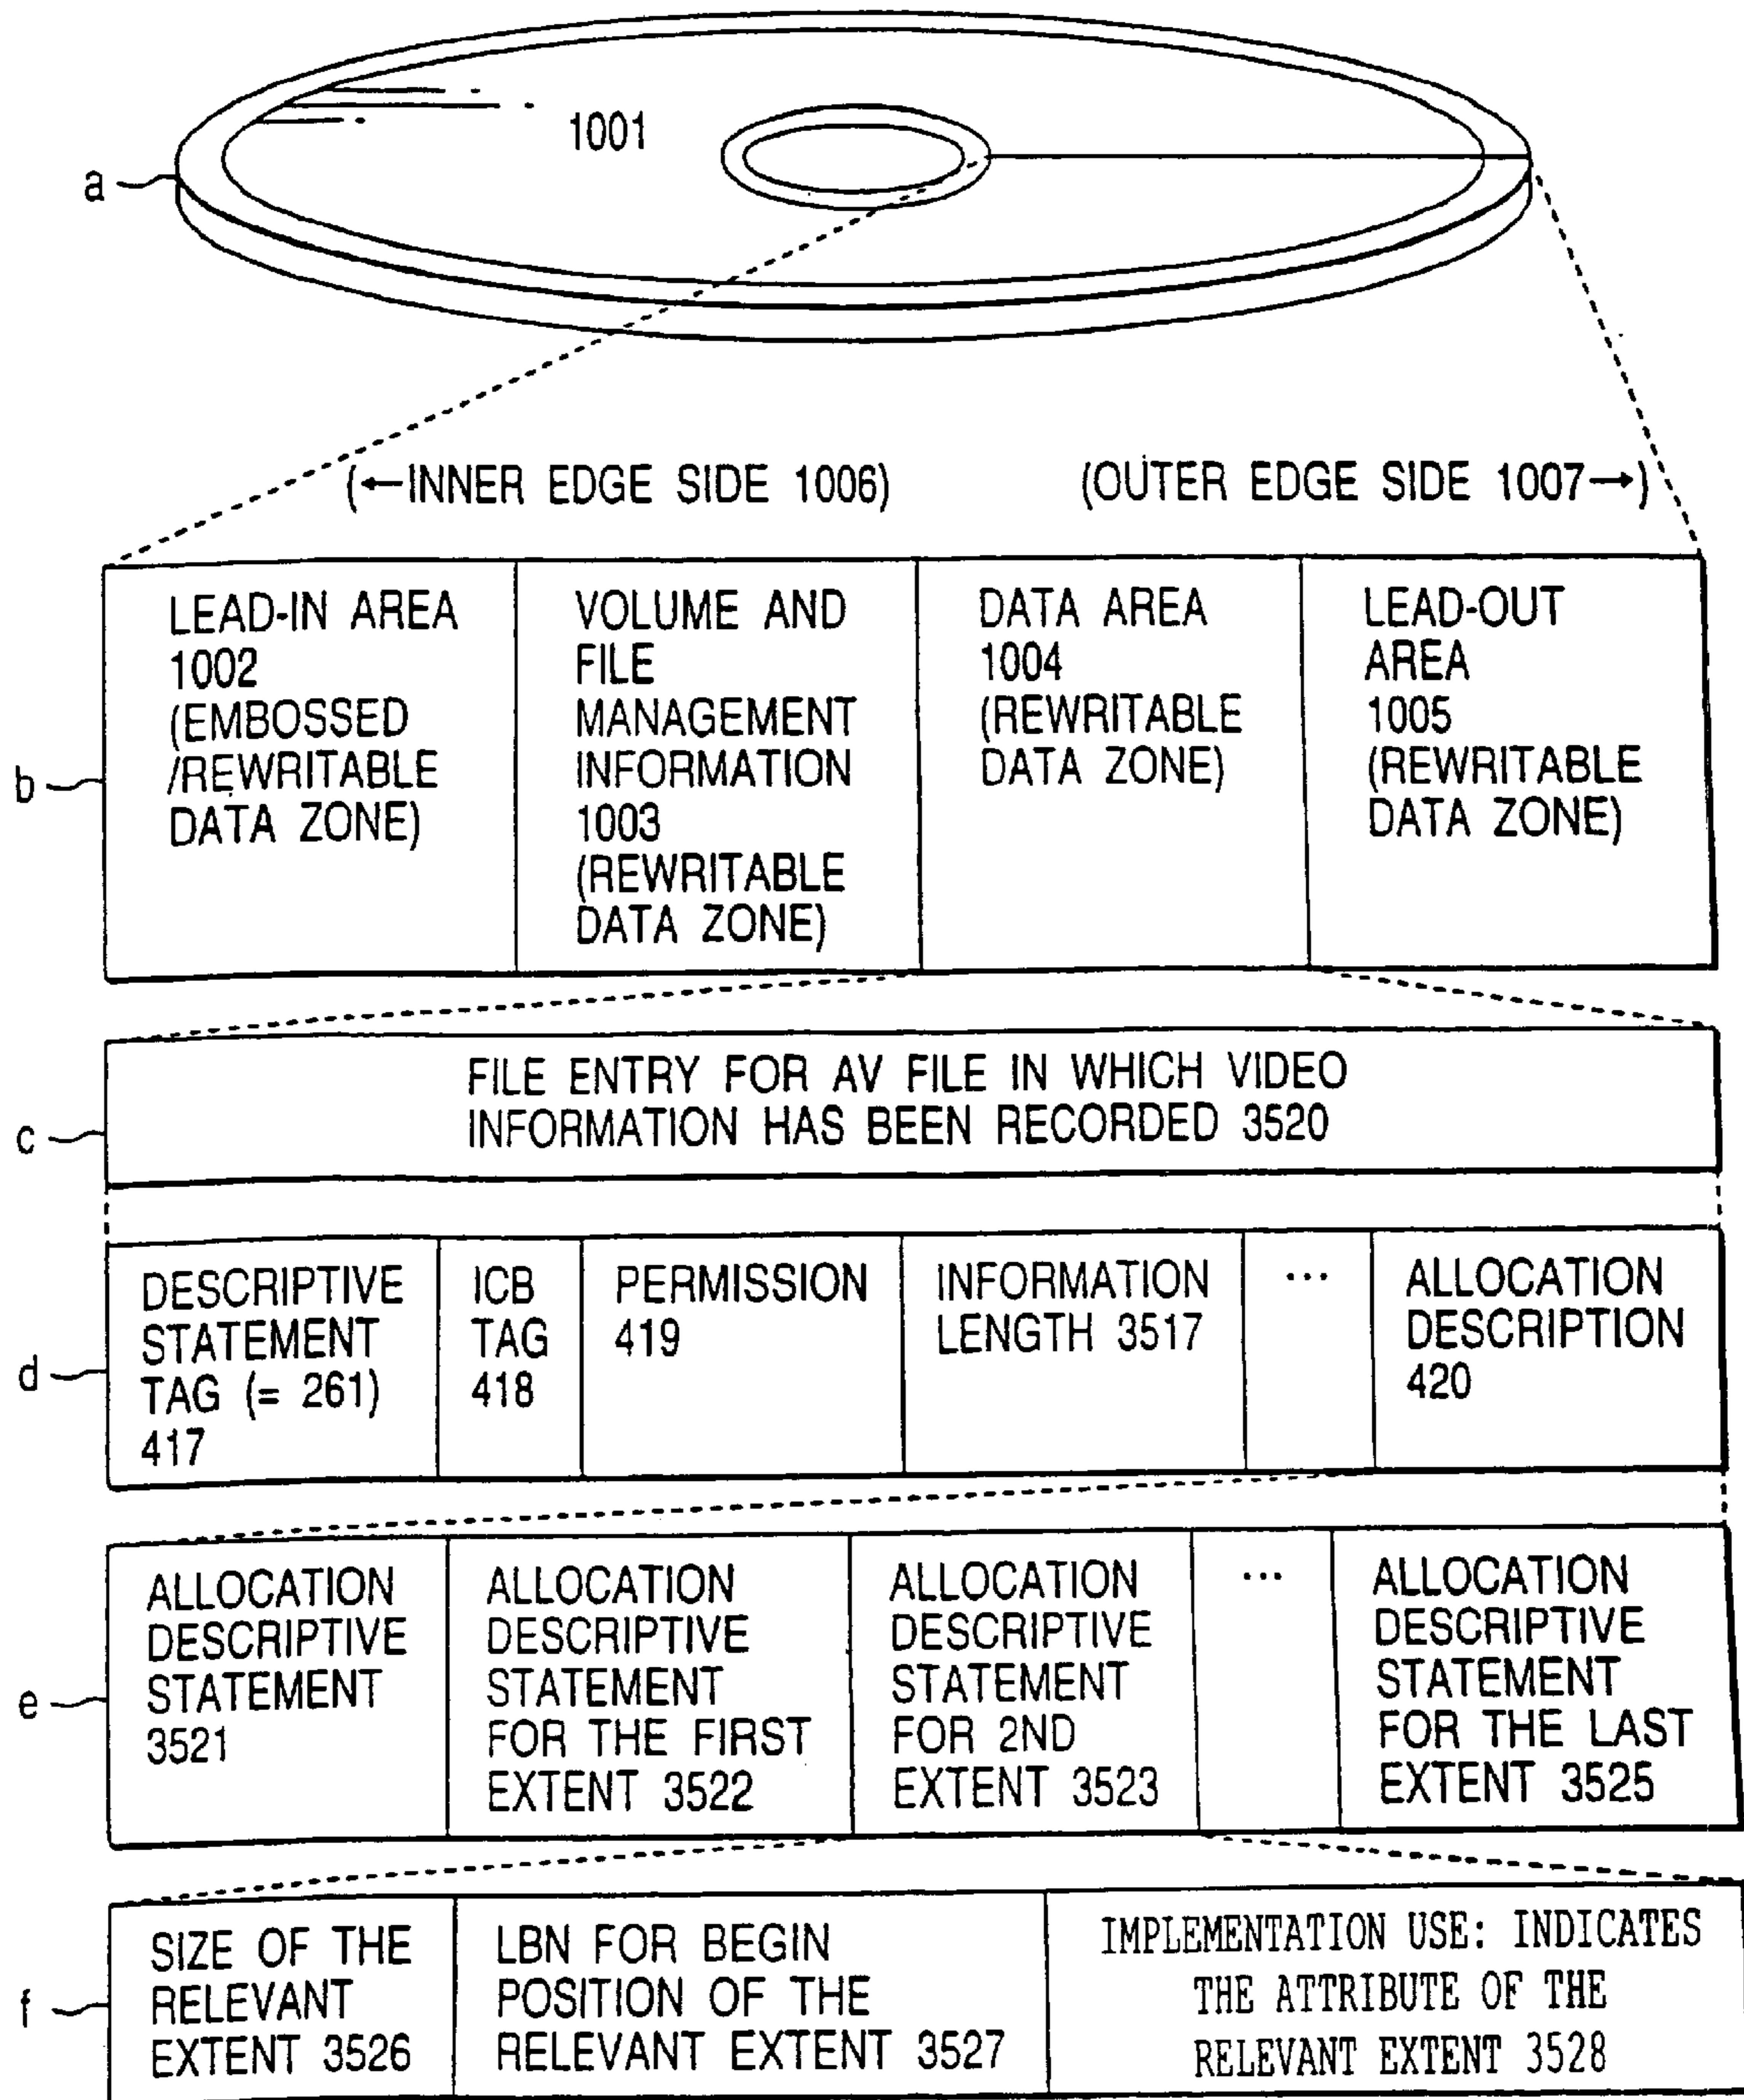 1001
a
(←INNER EDGE SIDE 1006)
(OUTER EDGE SIDE 1007→)
b
LEAD-IN AREA
1002
(EMBOSSED
/REWRITABLE
DATA ZONE)
VOLUME AND
FILE
MANAGEMENT
INFORMATION
1003
(REWRITABLE
DATA ZONE)
DATA AREA
1004
(REWRITABLE
DATA ZONE)
LEAD-OUT
AREA
1005
(REWRITABLE
DATA ZONE)
c
FILE ENTRY FOR AV FILE IN WHICH VIDEO
INFORMATION HAS BEEN RECORDED 3520
d
DESCRIPTIVE
STATEMENT
TAG (= 261)
417
ICB
TAG
418
PERMISSION
419
INFORMATION
LENGTH 3517
...
ALLOCATION
DESCRIPTION
420
e
ALLOCATION
DESCRIPTIVE
STATEMENT
3521
ALLOCATION
DESCRIPTIVE
STATEMENT
FOR THE FIRST
EXTENT 3522
ALLOCATION
DESCRIPTIVE
STATEMENT
FOR 2ND
EXTENT 3523
...
ALLOCATION
DESCRIPTIVE
STATEMENT
FOR THE LAST
EXTENT 3525
f
SIZE OF THE
RELEVANT
EXTENT 3526
LBN FOR BEGIN
POSITION OF THE
RELEVANT EXTENT 3527
IMPLEMENTATION USE: INDICATES
THE ATTRIBUTE OF THE
RELEVANT EXTENT 3528